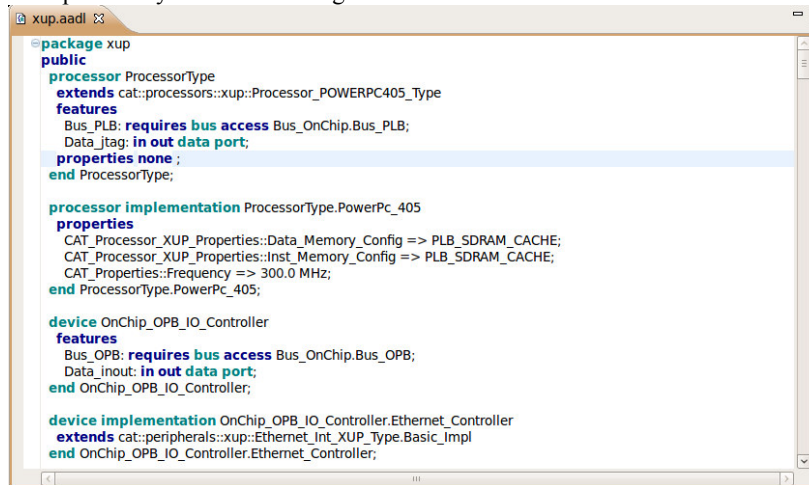 xup.aadl
package xup
public
processor ProcessorType
extends cat::processors::xup::Processor_POWERPC405_Type
features
Bus_PLB: requires bus access Bus_OnChip.Bus_PLB;
Data_jtag: in out data port;
properties none ;
end ProcessorType;
processor implementation ProcessorType.PowerPc_405
properties
CAT_Processor_XUP_Properties::Data_Memory_Config => PLB_SDRAM_CACHE;
CAT_Processor_XUP_Properties::Inst_Memory_Config => PLB_SDRAM_CACHE;
CAT_Properties::Frequency => 300.0 MHz;
end ProcessorType.PowerPc_405;
device OnChip_OPB_IO_Controller
features
Bus_OPB: requires bus access Bus_OnChip.Bus_OPB;
Data_inout: in out data port;
end OnChip_OPB_IO_Controller;
device implementation OnChip_OPB_IO_Controller.Ethernet_Controller
extends cat::peripherals::xup::Ethernet_Int_XUP_Type.Basic_Impl
end OnChip_OPB_IO_Controller.Ethernet_Controller;